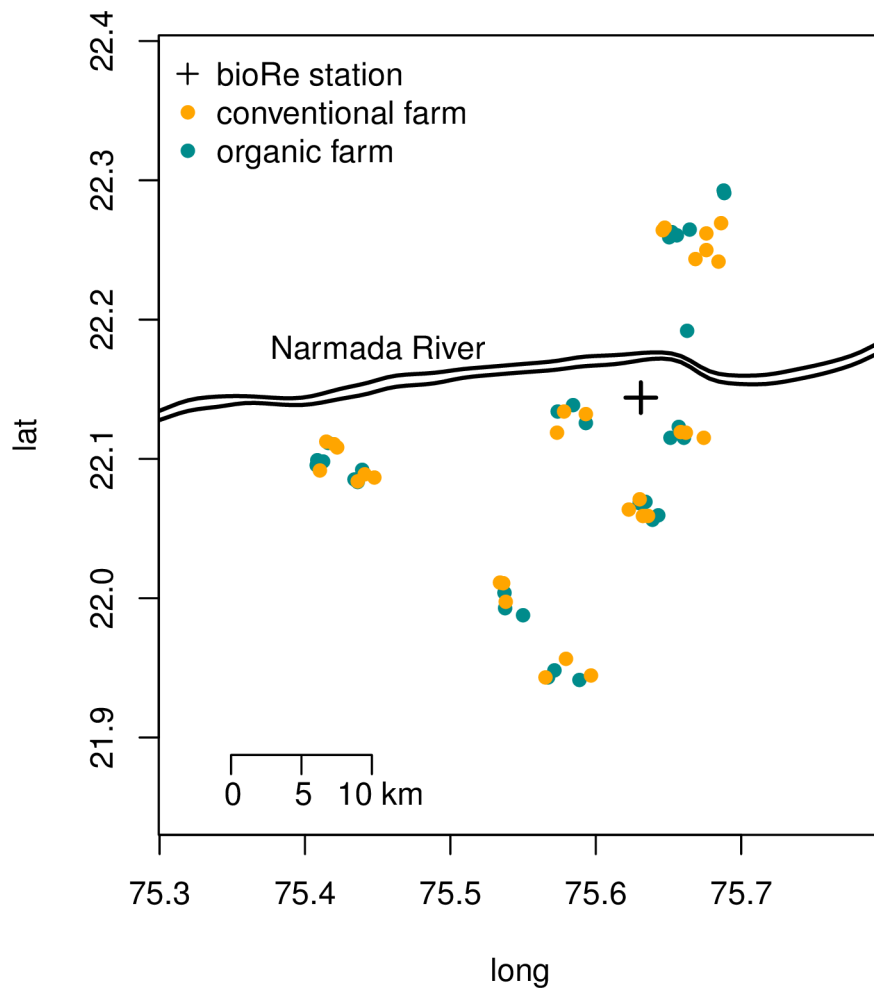 22.4
22.3
22.2
22.1
22.0
21.9
lat
bioRe station
conventional farm
organic farm
Narmada River
0 5 10 km
75.3 75.4 75.5 75.6 75.7
long